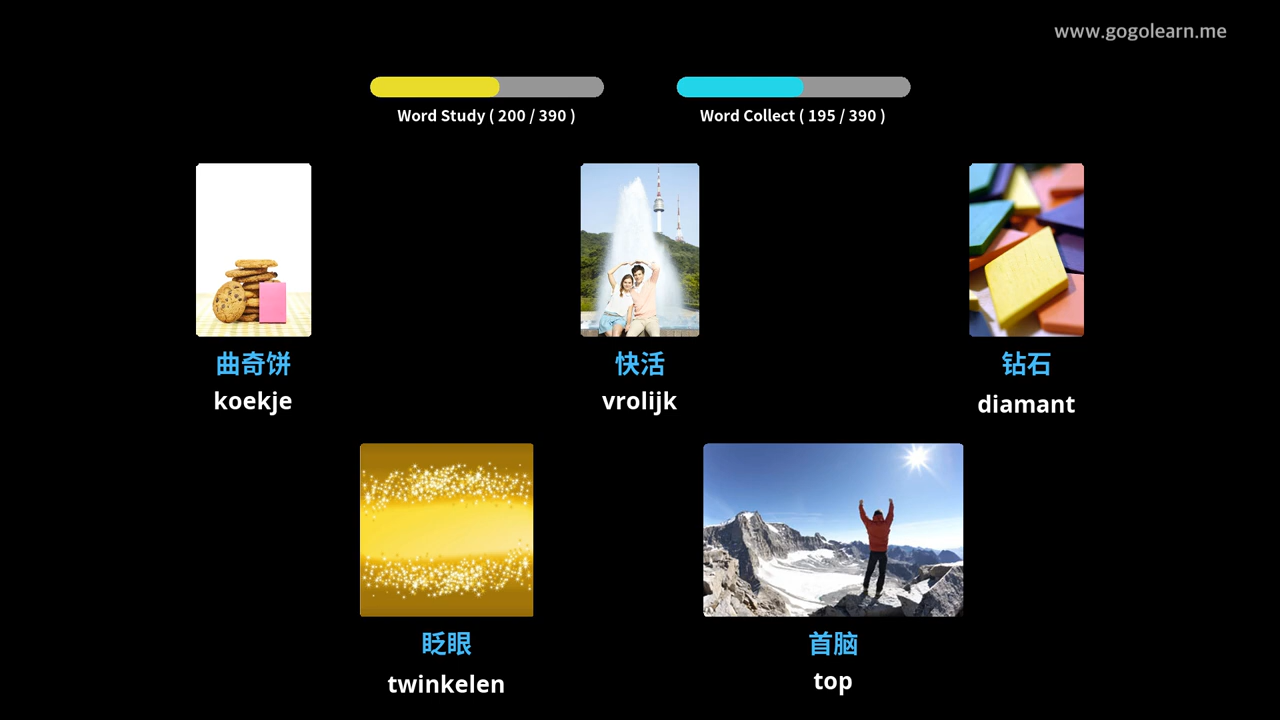 www.gogolearn.me
Word Study ( 200 / 390 )
Word Collect ( 195 / 390 )
曲奇饼
koekje
快活
vrolijk
钻石
diamant
眨眼
twinkelen
首脑
top